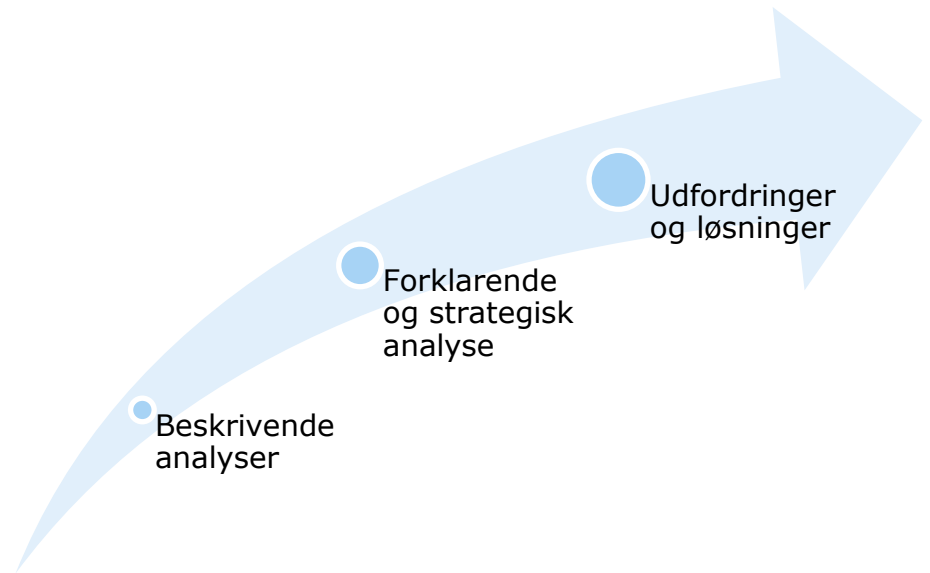 Udfordringer
og løsninger
Forklarende
og strategisk
analyse
Beskrivende
analyser